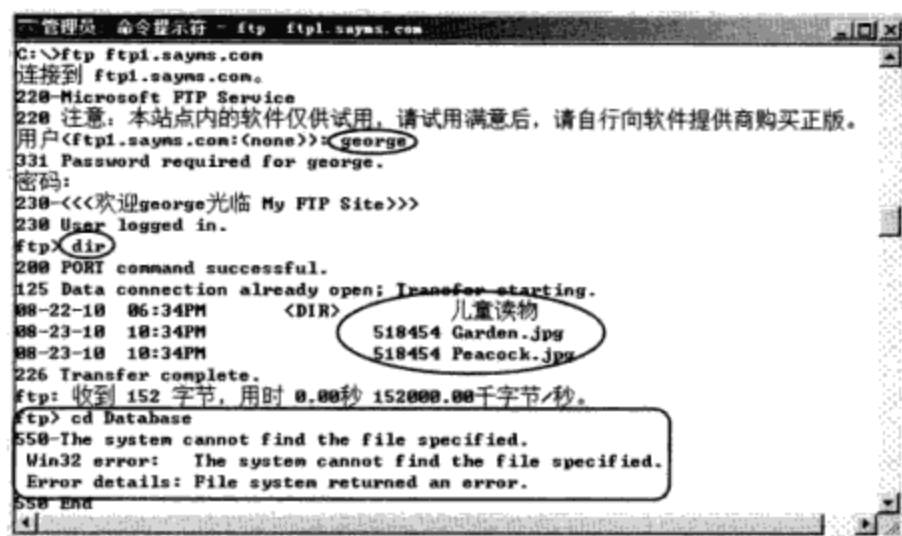 管理员: 命令提示符 - ftp ftp1.sayms.com
C:\>ftp ftp1.sayms.com
连接到 ftp1.sayms.com。
220-Microsoft FTP Service
220 注意：本站点内的软件仅供试用，请试用满意后，请自行向软件提供商购买正版。
用户(ftp1.sayms.com:(none)): george
331 Password required for george.
密码:
230-<<<欢迎george光临 My FTP Site>>>
230 User logged in.
ftp> dir
200 PORT command successful.
125 Data connection already open; Transfer starting.
08-22-10 06:34PM <DIR> 儿童读物
08-23-10 10:34PM 518454 Garden.jpg
08-23-10 10:34PM 518454 Peacock.jpg
226 Transfer complete.
ftp: 收到 152 字节，用时 0.00秒 152000.00千字节/秒。
ftp> cd Database
550-The system cannot find the file specified.
Win32 error: The system cannot find the file specified.
Error details: File system returned an error.
550 End